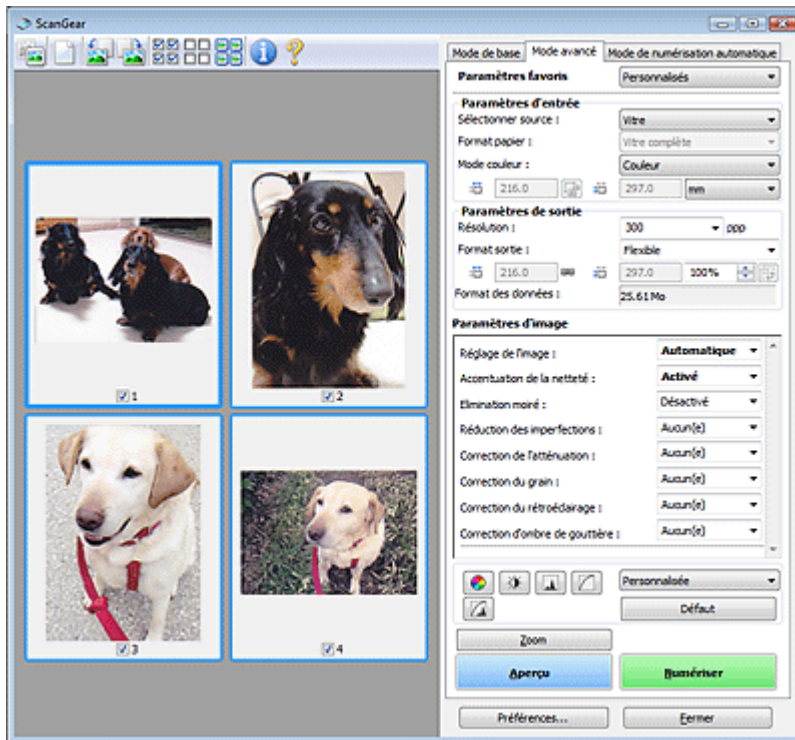 ScanGear
Mode de base Mode avancé Mode de numérisation automatique
Paramètres favoris Personnalisés
Paramètres d'entrée
Sélectionner source : Vitre
Format papier : Vitre complète
Mode couleur : Couleur
216.0 297.0 mm
Paramètres de sortie
Résolution : 300 ppp
Format sortie : Flexible
216.0 297.0 100%
Format des données : 25.61 Mo
Paramètres d'image
Réglage de l'image : Automatique
Accentuation de la netteté : Activé
Elimination moiré : Désactivé
Réduction des imperfections : Aucun(e)
Correction de l'atténuation : Aucun(e)
Correction du grain : Aucun(e)
Correction du rétroéclairage : Aucun(e)
Correction d'ombre de gouttière : Aucun(e)
Personnalisée
Défaut
Zoom
Aperçu Numériser
Préférences... Fermer
1 2
3 4